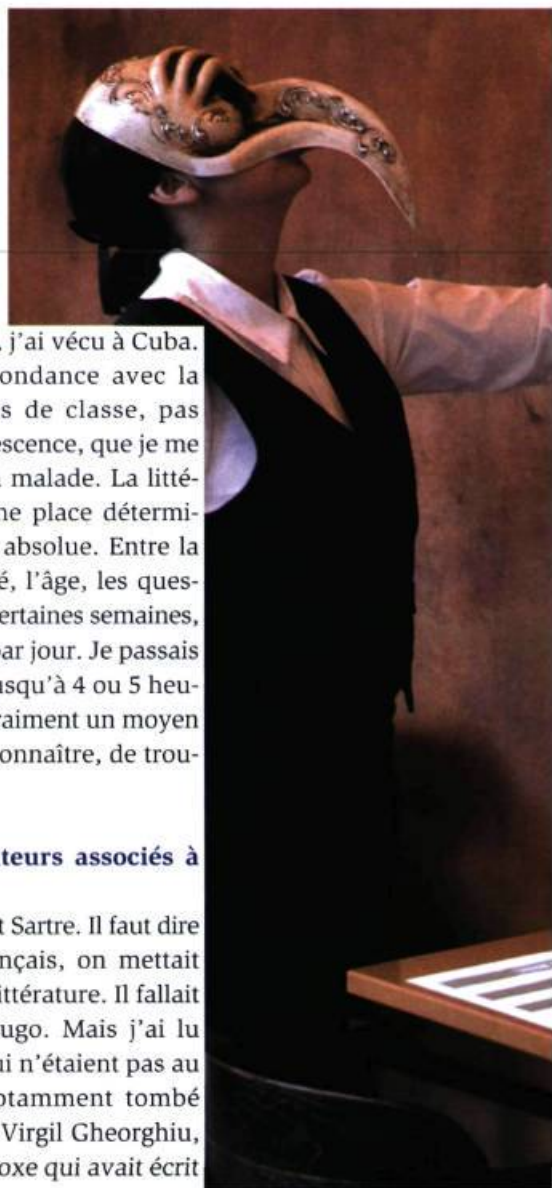 j'ai vécu à Cuba.
ondance avec la
s de classe, pas
escence, que je me
malade. La litté-
ne place détermi-
absolue. Entre la
é, l'âge, les ques-
ertaines semaines,
par jour. Je passais
usqu'à 4 ou 5 heu-
raiment un moyen
onnaître, de trou-
teurs associés à
t Sartre. Il faut dire
nçais, on mettait
ittérature. Il fallait
ugo. Mais j'ai lu
ui n'étaient pas au
otamment tombé
Virgil Gheorghiu,
oxe qui avait écrit